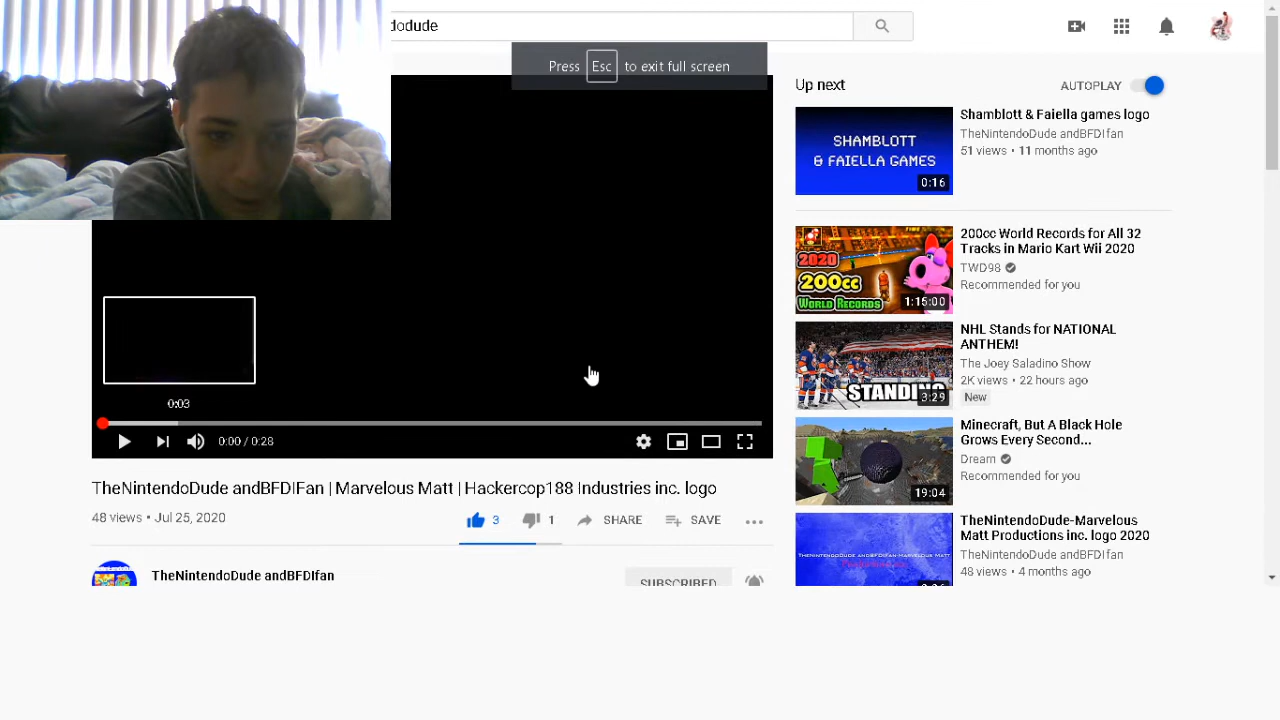 dodude
Press Esc to exit full screen
Up next
AUTOPLAY
SHAMBLOTT
& FAIELLA GAMES
0:16
Shamblott & Faiella games logo
TheNintendoDude andBFDIfan
51 views • 11 months ago
2020
200cc
WORLD RECORDS
1:15:00
200cc World Records for All 32
Tracks in Mario Kart Wii 2020
TWD98
Recommended for you
STANDING
3:29
NHL Stands for NATIONAL
ANTHEM!
The Joey Saladino Show
2K views • 22 hours ago
New
19:04
Minecraft, But A Black Hole
Grows Every Second...
Dream
Recommended for you
THENINTENDODUDE ANDBFDIFAN-MARVELOUS MATT
TheNintendoDude-Marvelous
Matt Productions inc. logo 2020
TheNintendoDude andBFDIfan
48 views • 4 months ago
0:03
0:00 / 0:28
TheNintendoDude andBFDIFan | Marvelous Matt | Hackercop188 Industries inc. logo
48 views • Jul 25, 2020
3
1
SHARE
SAVE
TheNintendoDude andBFDIfan
SUBSCRIBED